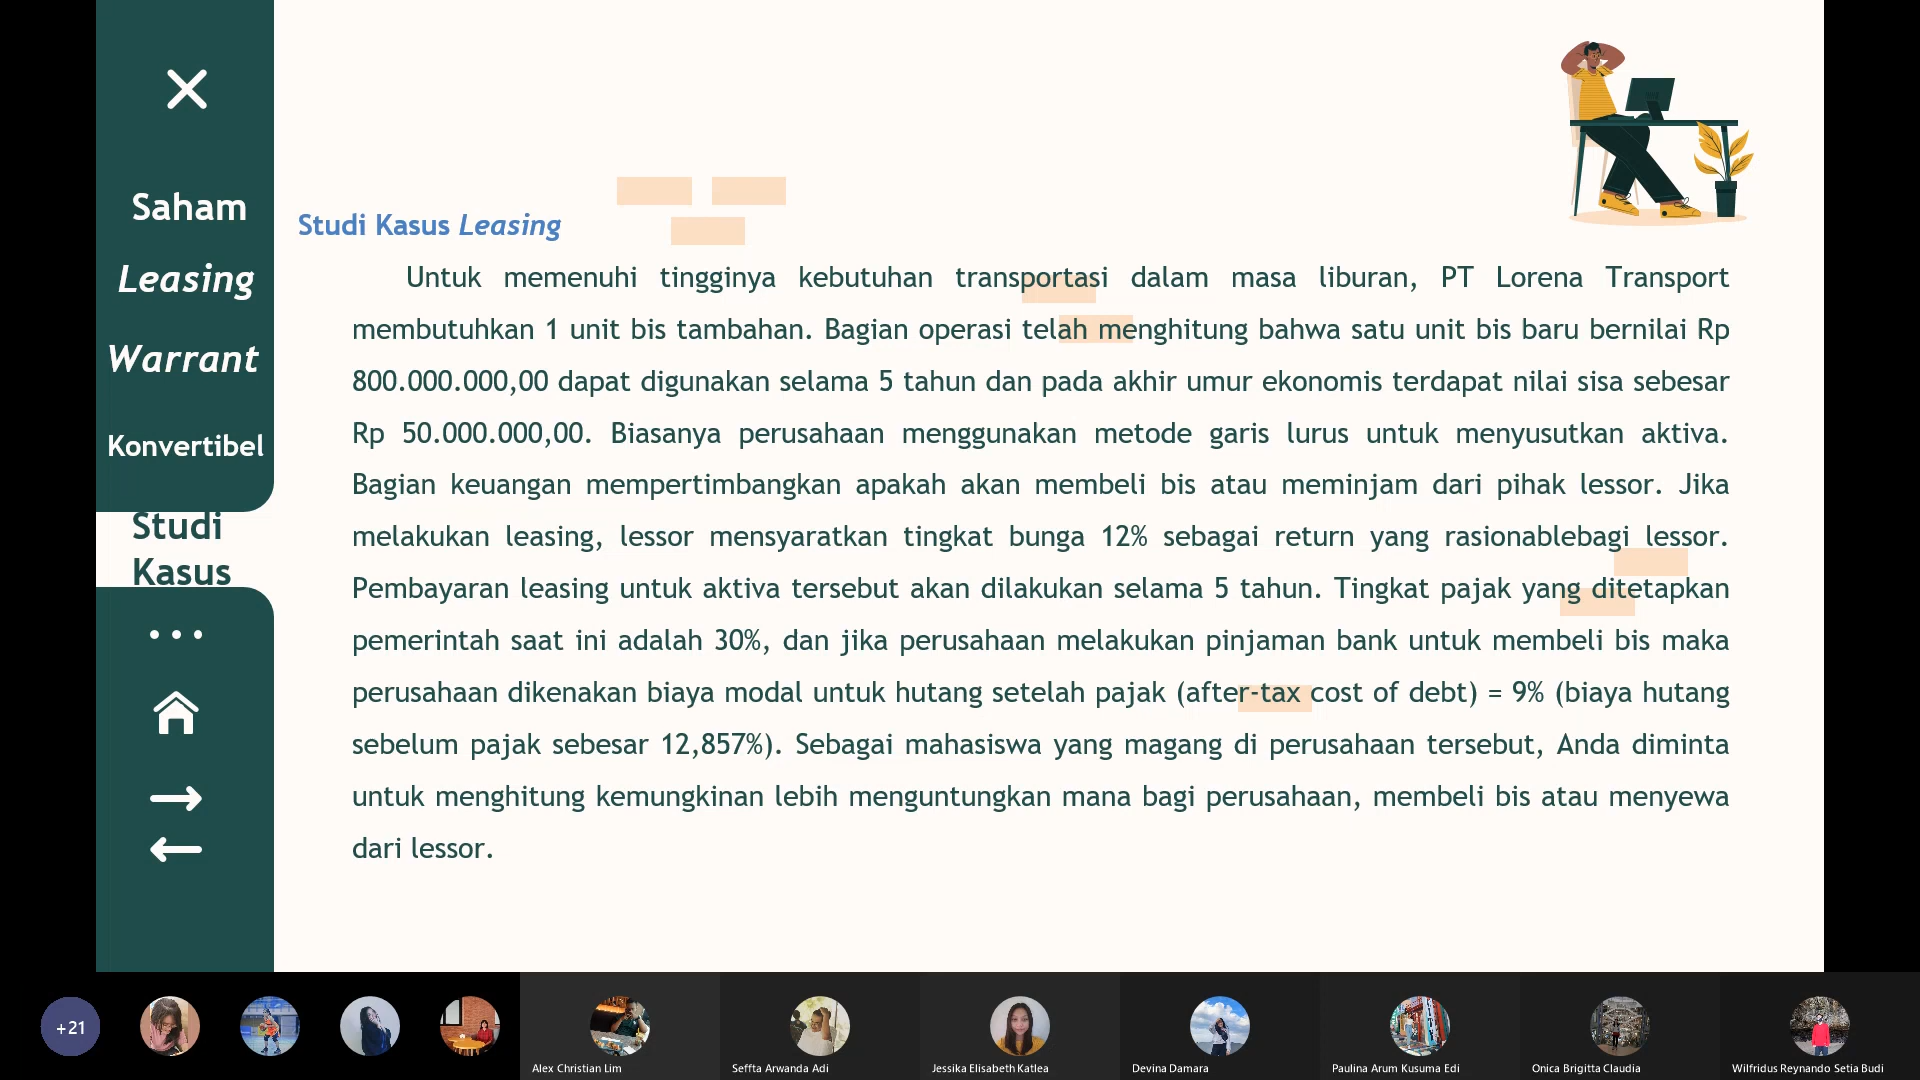 Saham
Leasing
Warrant
Konvertibel
Studi
Kasus
Studi Kasus Leasing
Untuk memenuhi tingginya kebutuhan transportasi dalam masa liburan, PT Lorena Transport
membutuhkan 1 unit bis tambahan. Bagian operasi telah menghitung bahwa satu unit bis baru bernilai Rp
800.000.000,00 dapat digunakan selama 5 tahun dan pada akhir umur ekonomis terdapat nilai sisa sebesar
Rp 50.000.000,00. Biasanya perusahaan menggunakan metode garis lurus untuk menyusutkan aktiva.
Bagian keuangan mempertimbangkan apakah akan membeli bis atau meminjam dari pihak lessor. Jika
melakukan leasing, lessor mensyaratkan tingkat bunga 12% sebagai return yang rasionablebagi lessor.
Pembayaran leasing untuk aktiva tersebut akan dilakukan selama 5 tahun. Tingkat pajak yang ditetapkan
pemerintah saat ini adalah 30%, dan jika perusahaan melakukan pinjaman bank untuk membeli bis maka
perusahaan dikenakan biaya modal untuk hutang setelah pajak (after-tax cost of debt) = 9% (biaya hutang
sebelum pajak sebesar 12,857%). Sebagai mahasiswa yang magang di perusahaan tersebut, Anda diminta
untuk menghitung kemungkinan lebih menguntungkan mana bagi perusahaan, membeli bis atau menyewa
dari lessor.
+21
Alex Christian Lim
Seffta Arwanda Adi
Jessika Elisabeth Katlea
Devina Damara
Paulina Arum Kusuma Edi
Onica Brigitta Claudia
Wilfridus Reynando Setia Budi